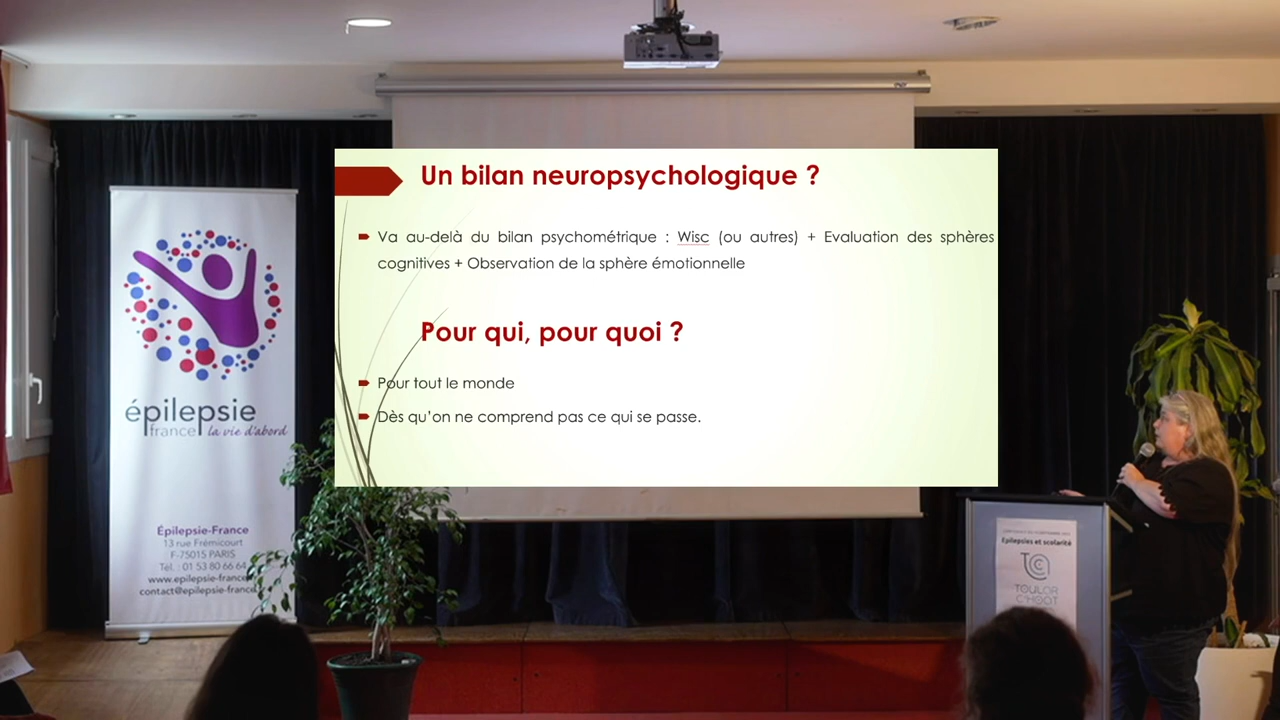 Un bilan neuropsychologique ?
Va au-delà du bilan psychométrique : Wisc (ou autres) + Evaluation des sphères
cognitives + Observation de la sphère émotionnelle
Pour qui, pour quoi ?
Pour tout le monde
Dès qu'on ne comprend pas ce qui se passe.
épilepsie
france la vie d'abord
Épilepsie-France
13 rue Frémicourt
F-75015 PARIS
Tél. : 01 53 80 66 64
www.epilepsie-france
contact@epilepsie-france
Epilepsies et scolarité
TOULOR
C'HOAT